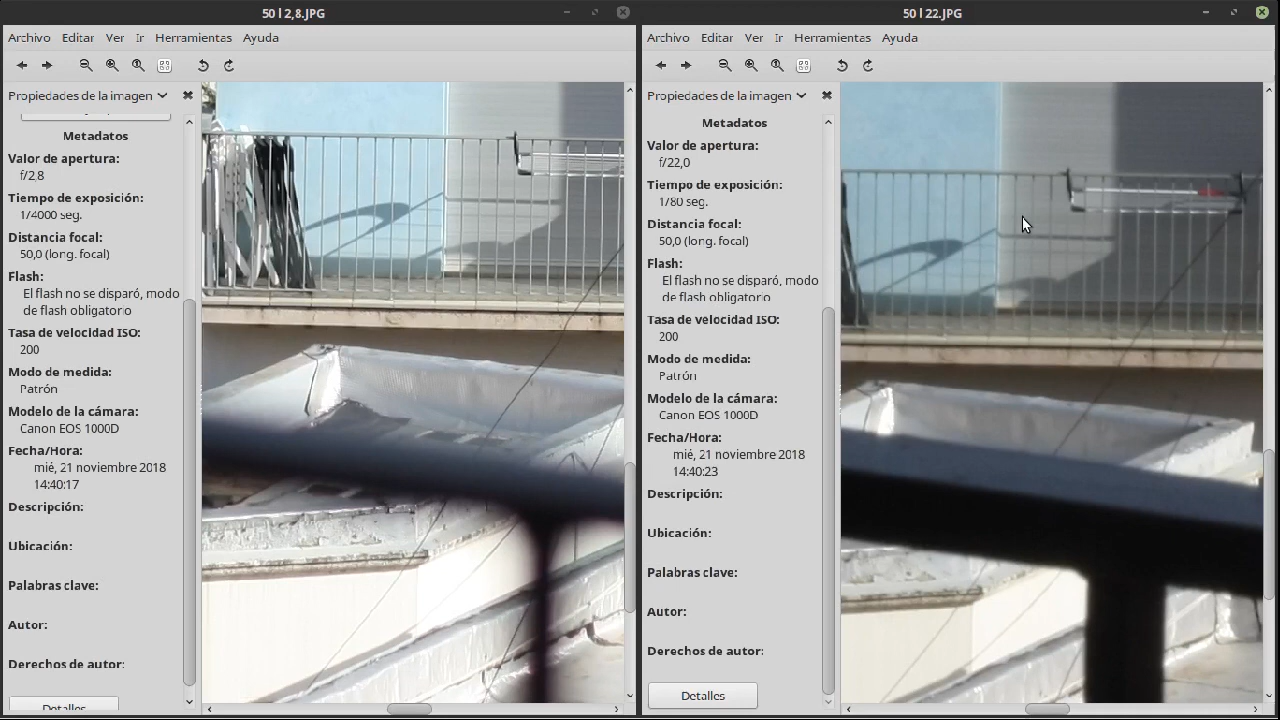 50 l 2,8.JPG
Archivo Editar Ver Ir Herramientas Ayuda
Propiedades de la imagen
Metadatos
Valor de apertura:
f/2,8
Tiempo de exposición:
1/4000 seg.
Distancia focal:
50,0 (long. focal)
Flash:
El flash no se disparó, modo
de flash obligatorio
Tasa de velocidad ISO:
200
Modo de medida:
Patrón
Modelo de la cámara:
Canon EOS 1000D
Fecha/Hora:
mié, 21 noviembre 2018
14:40:17
Descripción:
Ubicación:
Palabras clave:
Autor:
Derechos de autor:
Detalles
50 l 22.JPG
Archivo Editar Ver Ir Herramientas Ayuda
Propiedades de la imagen
Metadatos
Valor de apertura:
f/22,0
Tiempo de exposición:
1/80 seg.
Distancia focal:
50,0 (long. focal)
Flash:
El flash no se disparó, modo
de flash obligatorio
Tasa de velocidad ISO:
200
Modo de medida:
Patrón
Modelo de la cámara:
Canon EOS 1000D
Fecha/Hora:
mié, 21 noviembre 2018
14:40:23
Descripción:
Ubicación:
Palabras clave:
Autor:
Derechos de autor:
Detalles